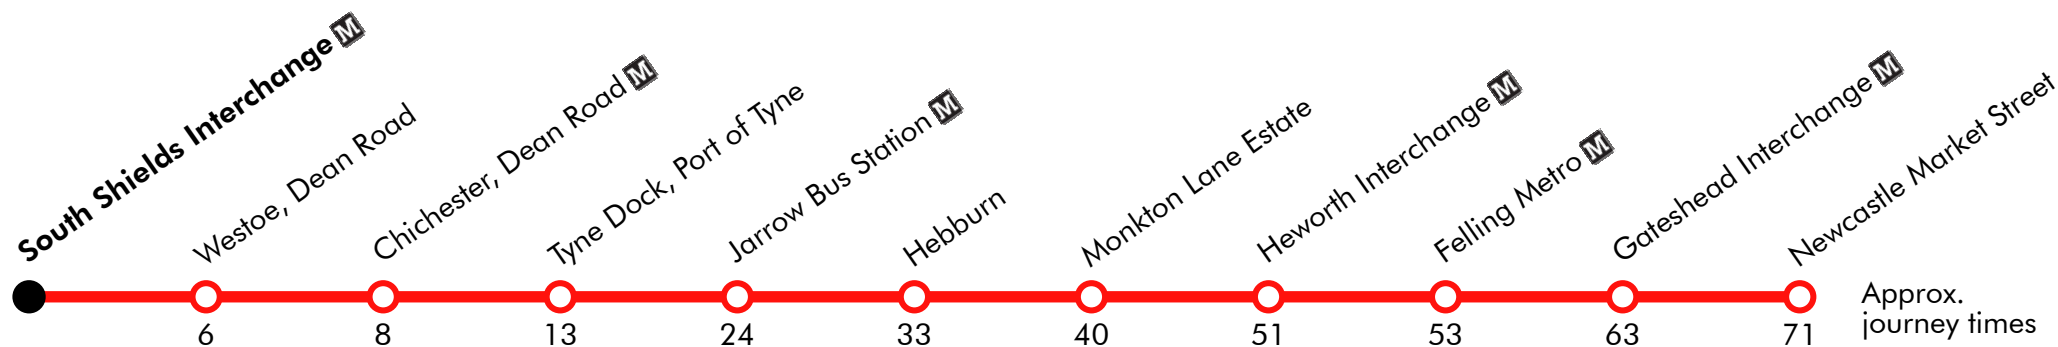 South Shields Interchange M
Westoe, Dean Road
Chichester, Dean Road M
Tyne Dock, Port of Tyne
Jarrow Bus Station M
Hebburn
Monkton Lane Estate
Heworth Interchange M
Felling Metro M
Gateshead Interchange M
Newcastle Market Street
6
8
13
24
33
40
51
53
63
71
Approx.
journey times